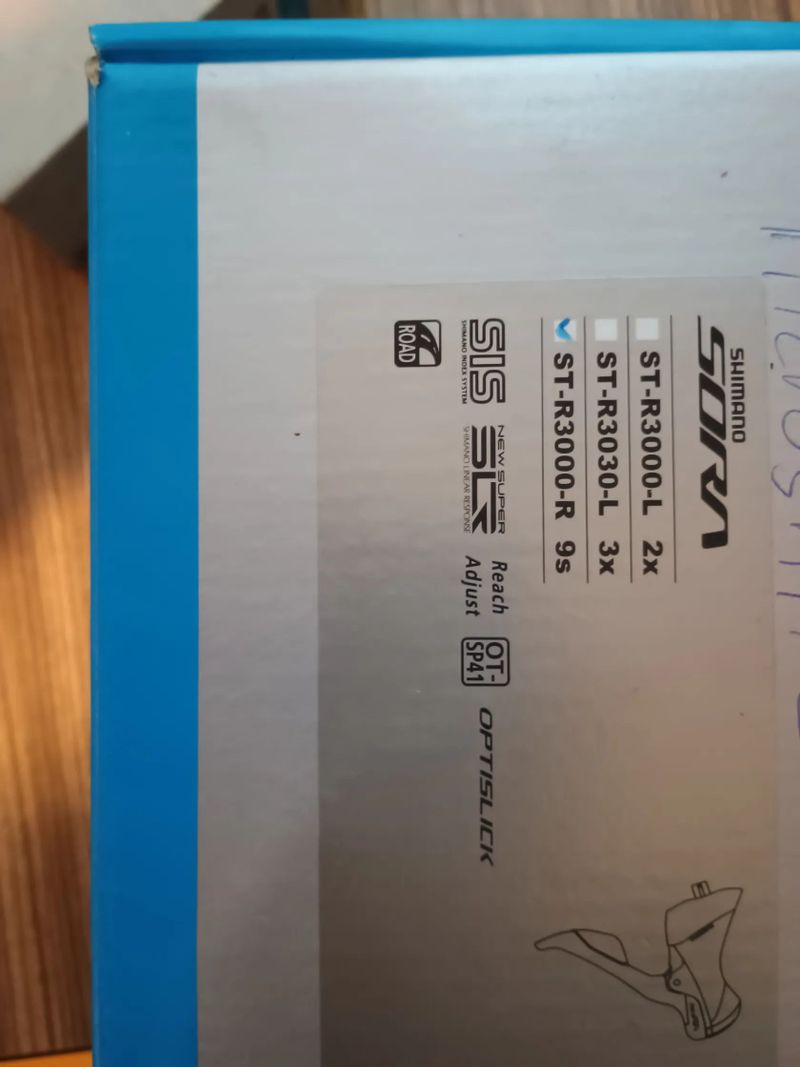 SHIMANO
SORA
ST-R3000-L 2x
ST-R3030-L 3x
ST-R3000-R 9s
SIS
SHIMANO INDEX SYSTEM
NEW SUPER
SLR
SHIMANO LINEAR RESPONSE
Reach
Adjust
OT-
SP41
OPTISLICK
ROAD